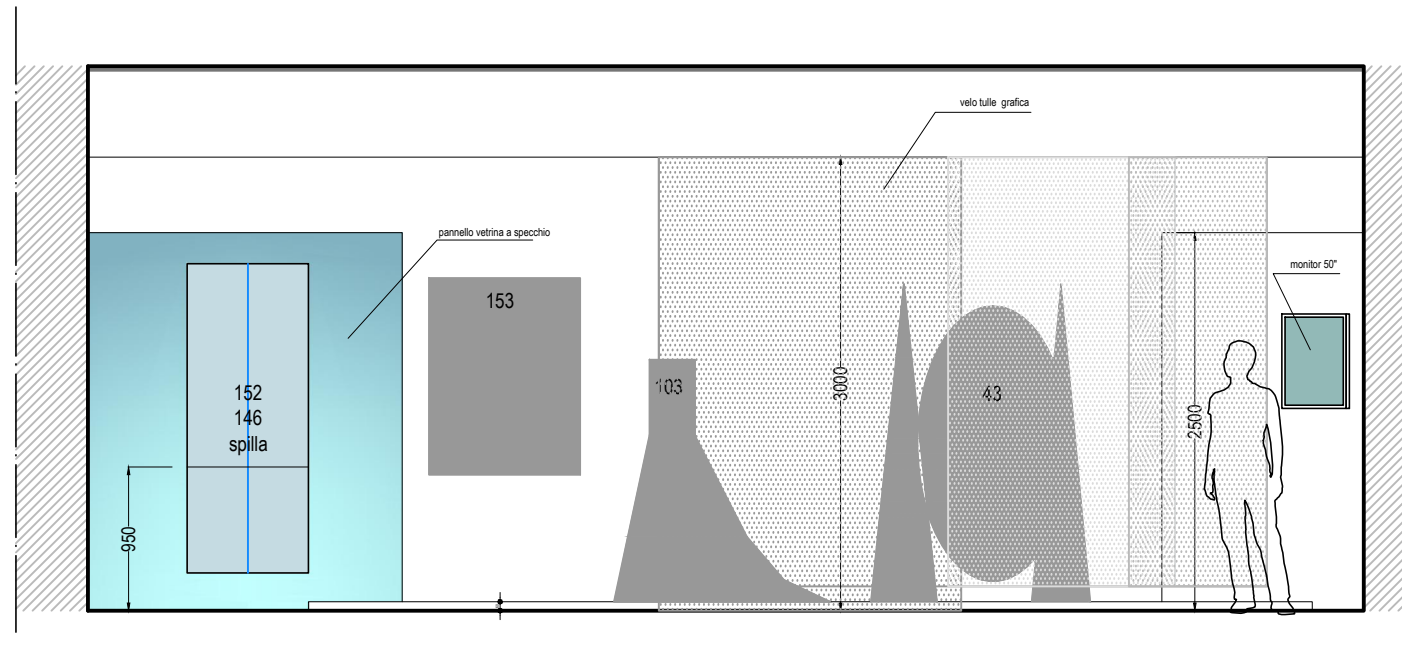 velo tulle grafica
pannello vetrina a specchio
monitor 50"
153
152
146
spilla
103
3000
43
2500
950